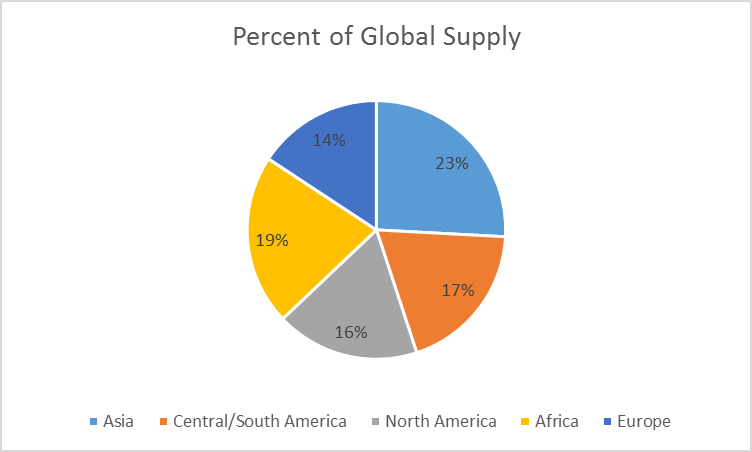 Percent of Global Supply
14%
23%
19%
17%
16%
Asia Central/South America North America Africa Europe